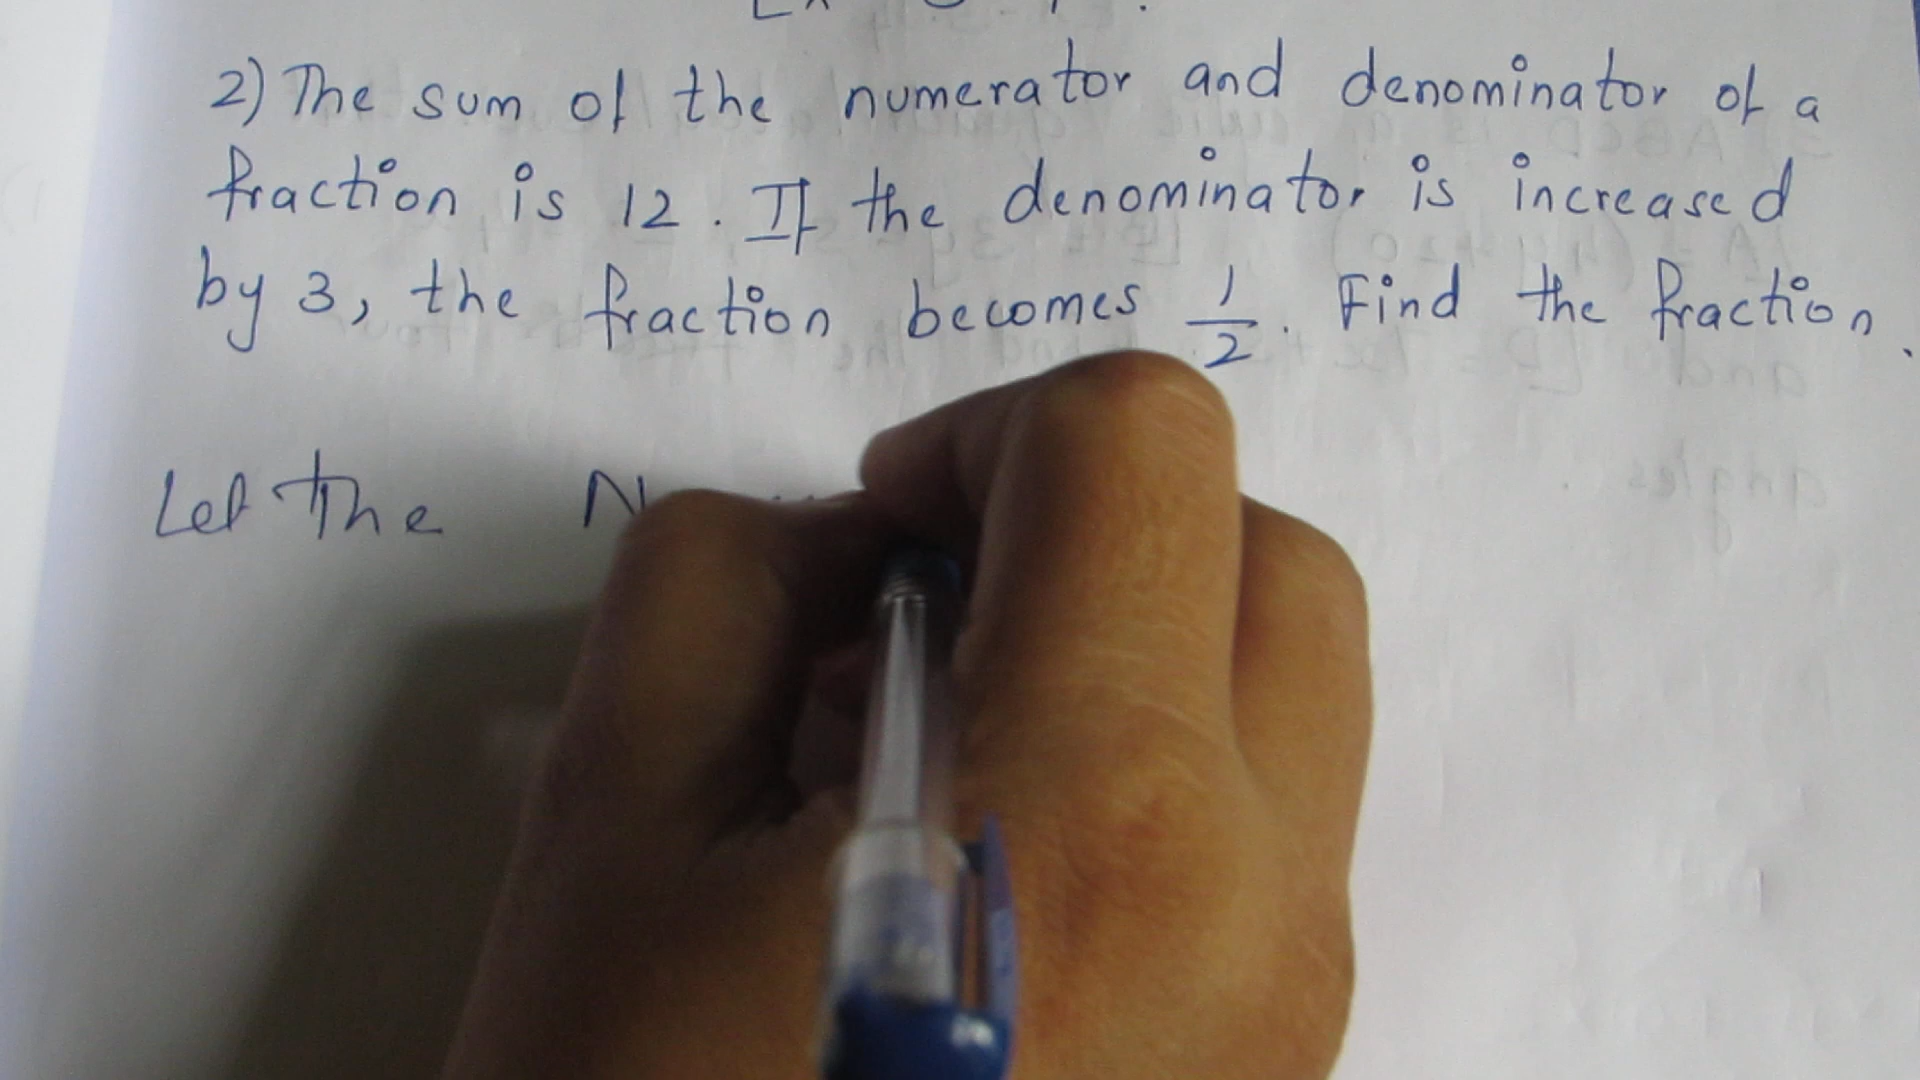 2) The sum of the numerator and denominator of a
fraction is 12. If the denominator is increased
by 3, the fraction becomes 1/2. Find the fraction.
Let the